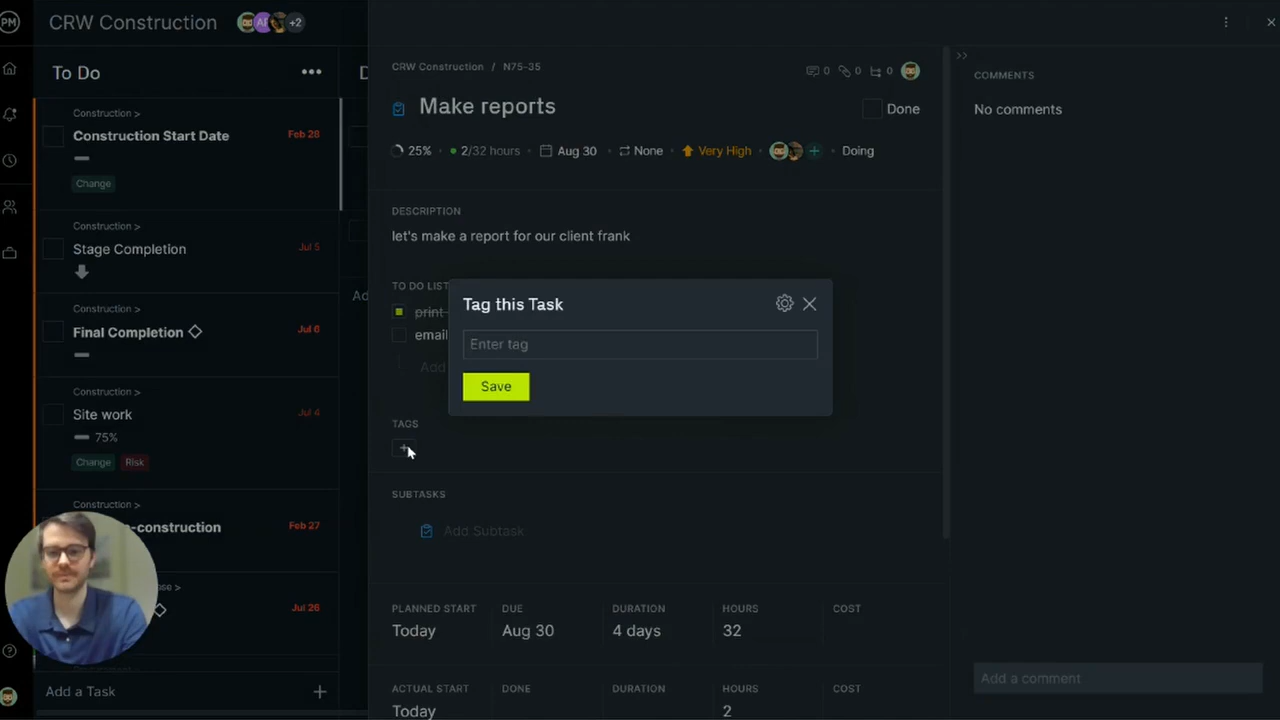 PM
CRW Construction
AF
+2
To Do
•••
Construction >
Construction Start Date
Feb 28
Change
Construction >
Stage Completion
Jul 5
Construction >
Final Completion
Jul 6
Construction >
Site work
Jul 4
75%
Change Risk
Construction >
-construction
Feb 27
Jul 26
Add a Task +
CRW Construction / N75-35
0 0 0
Make reports
Done
25% · 2/32 hours · Aug 30 · None · Very High · Doing
DESCRIPTION
let's make a report for our client frank
TO DO LIST
print
email
Add
Tag this Task
Enter tag
Save
TAGS
+
SUBTASKS
Add Subtask
PLANNED START DUE DURATION HOURS COST
Today Aug 30 4 days 32
ACTUAL START DONE DURATION HOURS COST
Today 2
COMMENTS
No comments
Add a comment